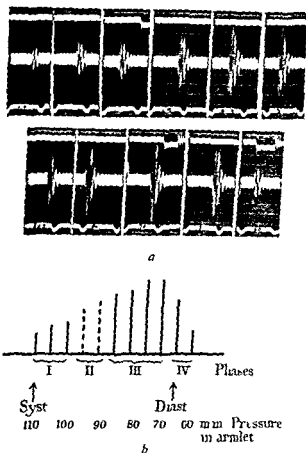 a
I II III IV Phases
Syst Diast
110 100 90 80 70 60 mm Pressure
in armlet
b